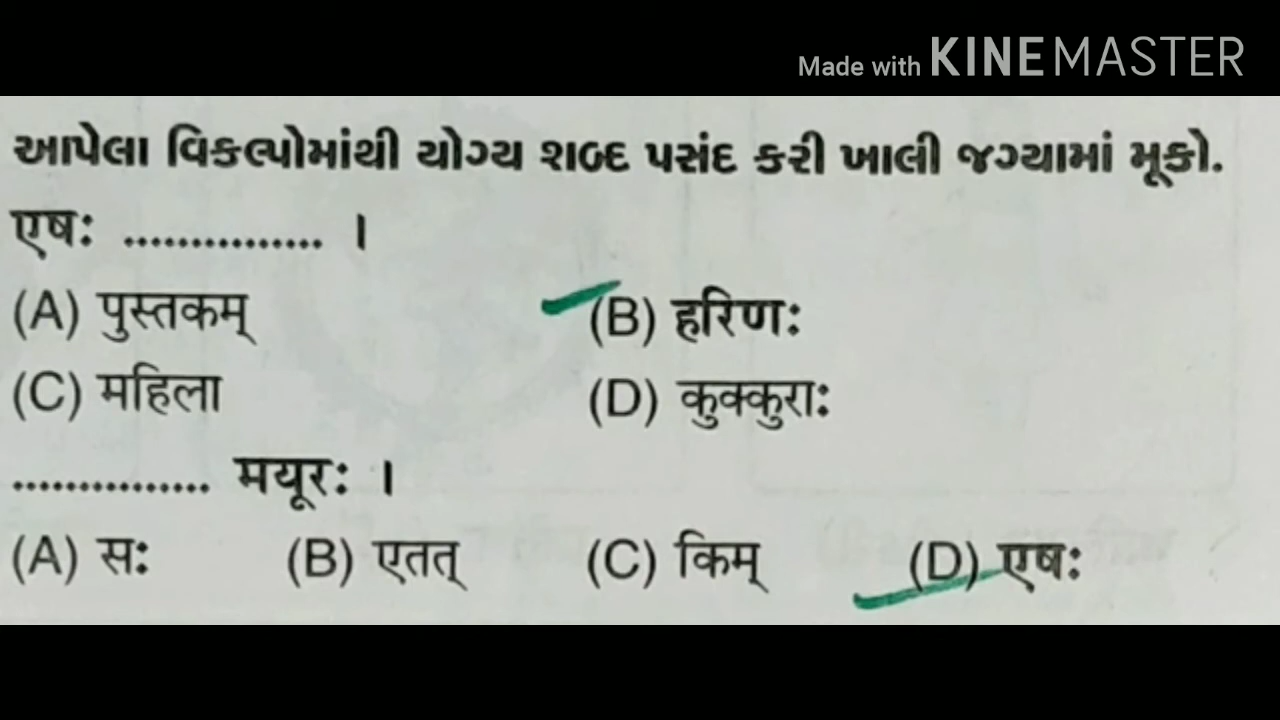 Made with KINEMASTER
આપેલા વિકલ્પોમાંથી યોગ્ય શબ્દ પસંદ કરી ખાલી જગ્યામાં મૂકો.
एषः ............... ।
(A) पुस्तकम् (B) हरिणः
(C) महिला (D) कुक्कुराः
............... मयूरः ।
(A) सः (B) एतत् (C) किम् (D) एषः